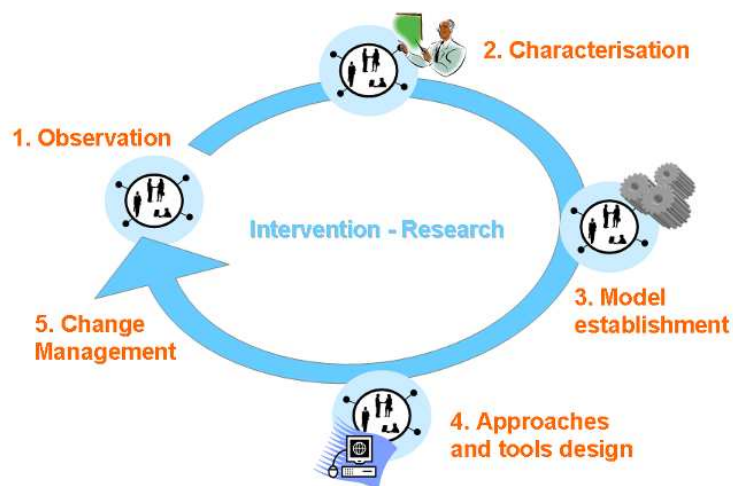 2. Characterisation
1. Observation
Intervention - Research
3. Model
establishment
5. Change
Management
4. Approaches
and tools design